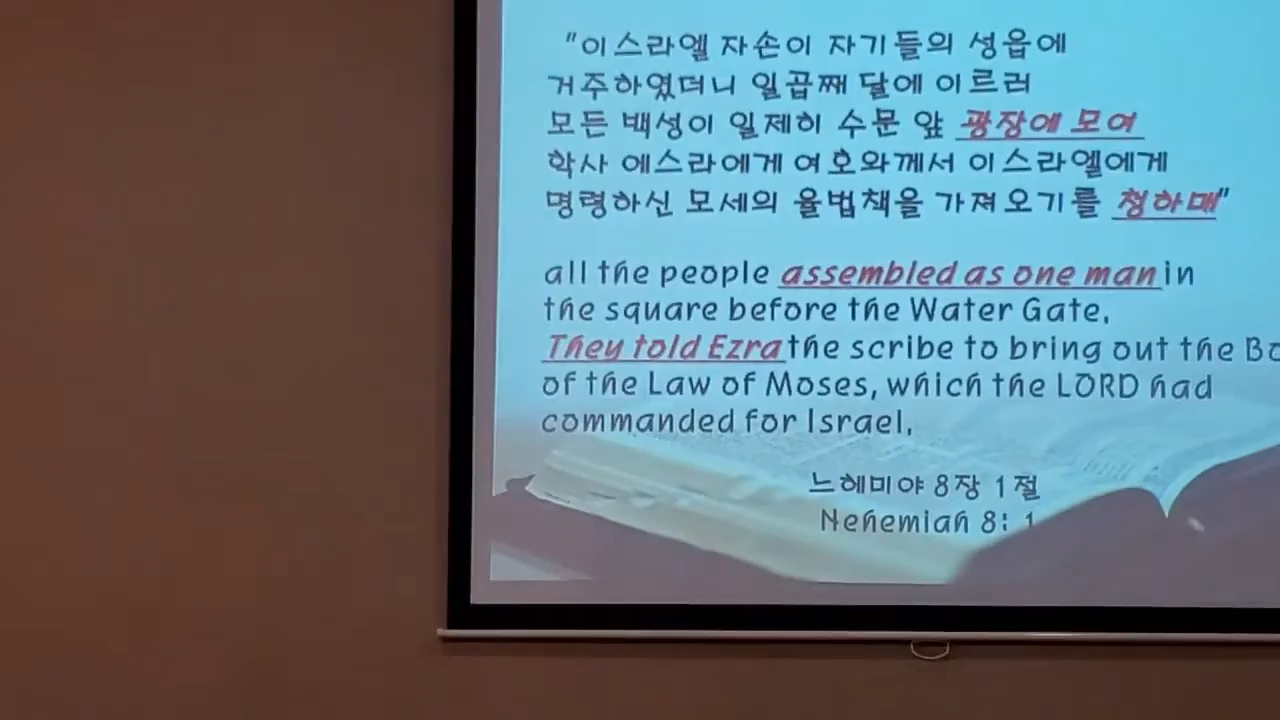 "이스라엘 자손이 자기들의 성읍에
거주하였더니 일곱째 달에 이르러
모든 백성이 일제히 수문 앞 광장에 모여
학사 에스라에게 여호와께서 이스라엘에게
명령하신 모세의 율법책을 가져오기를 청하매"
all the people assembled as one man in
the square before the Water Gate.
They told Ezra the scribe to bring out the
of the Law of Moses, which the LORD had
commanded for Israel.
느헤미야 8장 1절
Nehemiah 8: 1